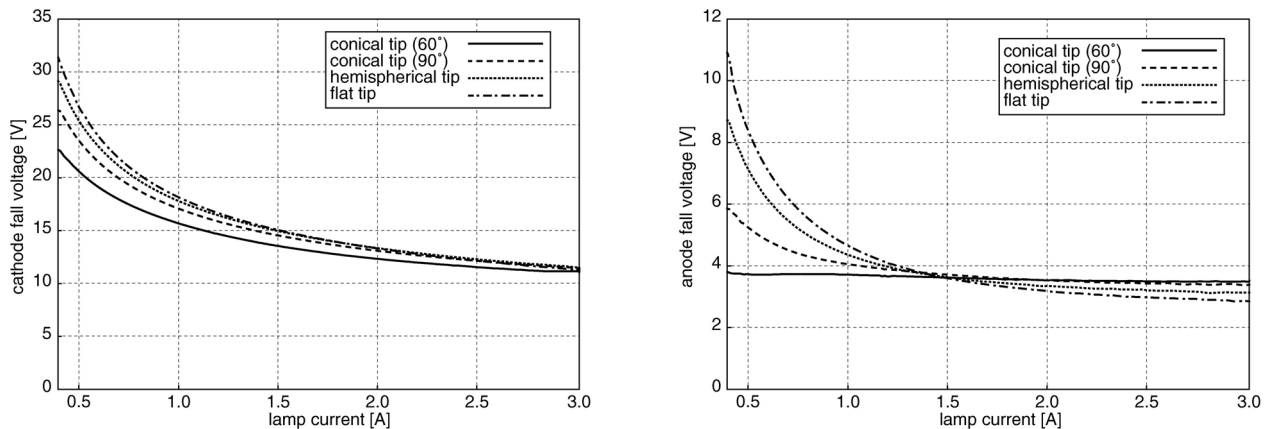 35
30
25
20
15
10
5
0
cathode fall voltage [V]
conical tip (60˚)
conical tip (90˚)
hemispherical tip
flat tip
0.5 1.0 1.5 2.0 2.5 3.0
lamp current [A]
12
10
8
6
4
2
0
anode fall voltage [V]
conical tip (60˚)
conical tip (90˚)
hemispherical tip
flat tip
0.5 1.0 1.5 2.0 2.5 3.0
lamp current [A]